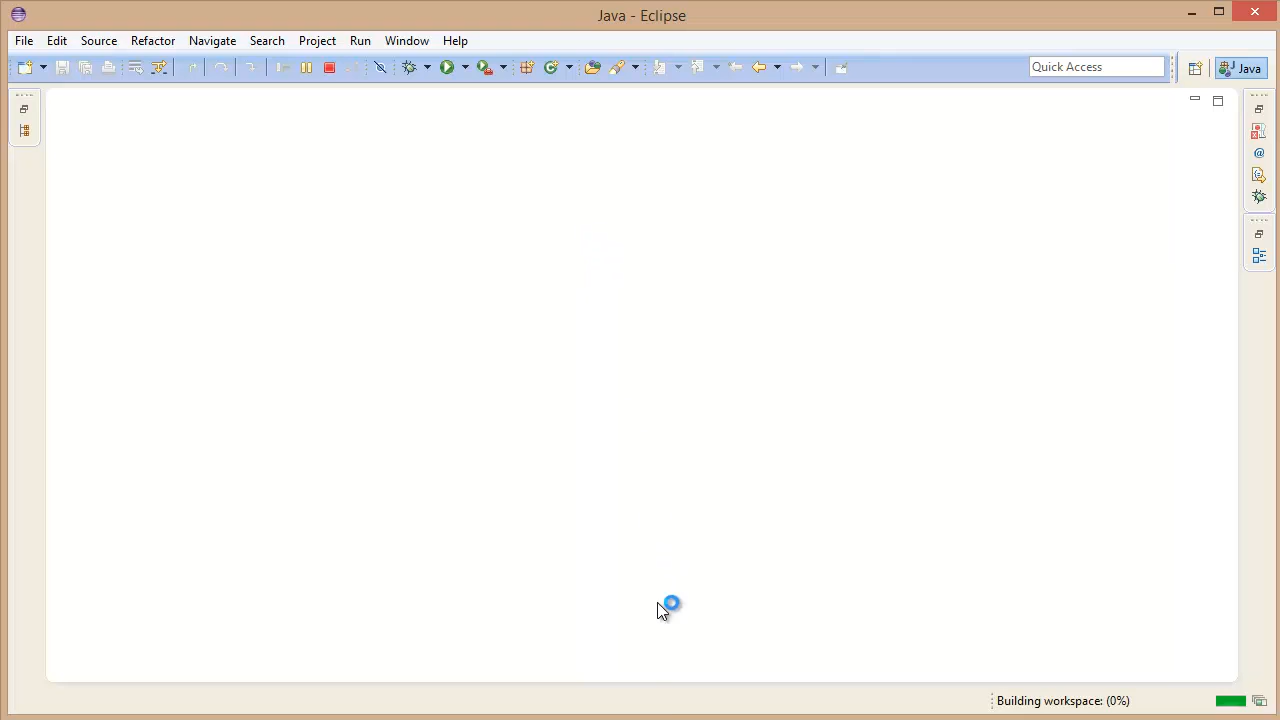 Java - Eclipse
File Edit Source Refactor Navigate Search Project Run Window Help
Quick Access
Java
@
Building workspace: (0%)